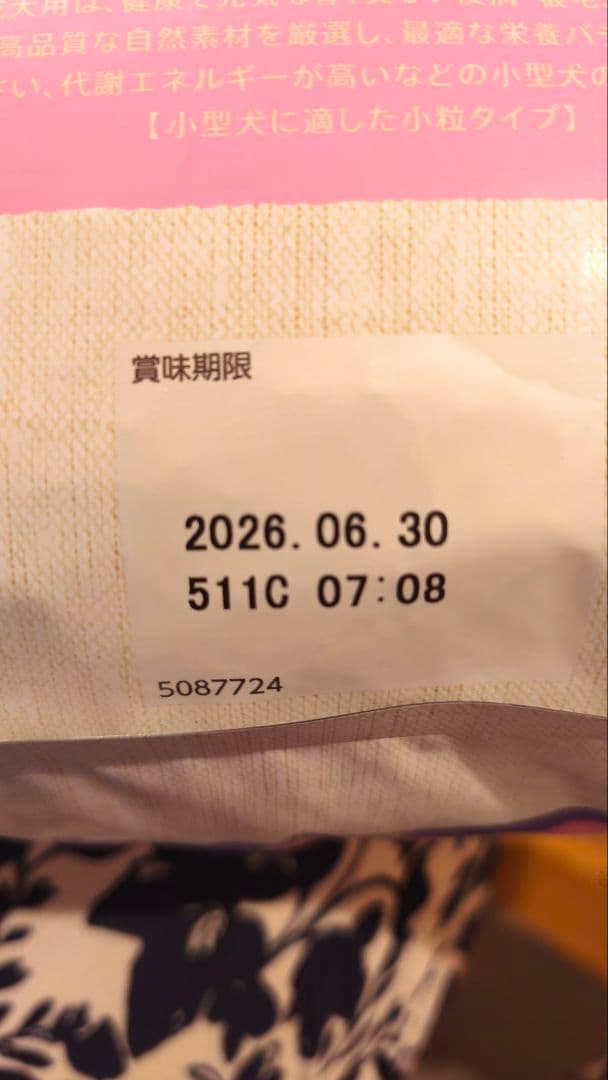 高品質な自然素材を厳選し、最適な栄養バ
い、代謝エネルギーが高いなどの小型犬の
【小型犬に適した小粒タイプ】
賞味期限
2026.06.30
511C 07:08
5087724